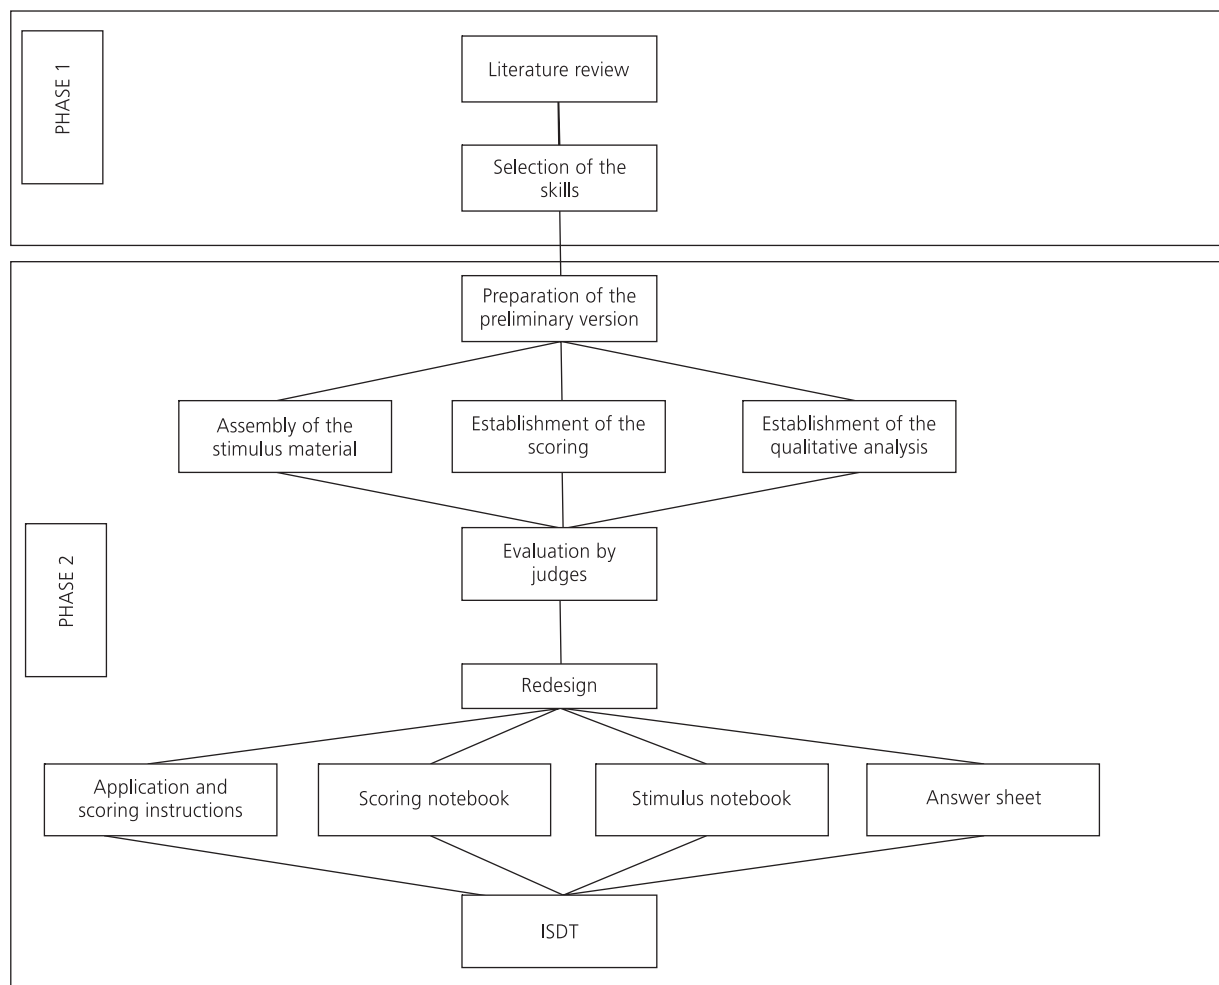 PHASE 1
Literature review
Selection of the
skills
PHASE 2
Preparation of the
preliminary version
Assembly of the
stimulus material
Establishment of the
scoring
Establishment of the
qualitative analysis
Evaluation by
judges
Redesign
Application and
scoring instructions
Scoring notebook
Stimulus notebook
Answer sheet
ISDT